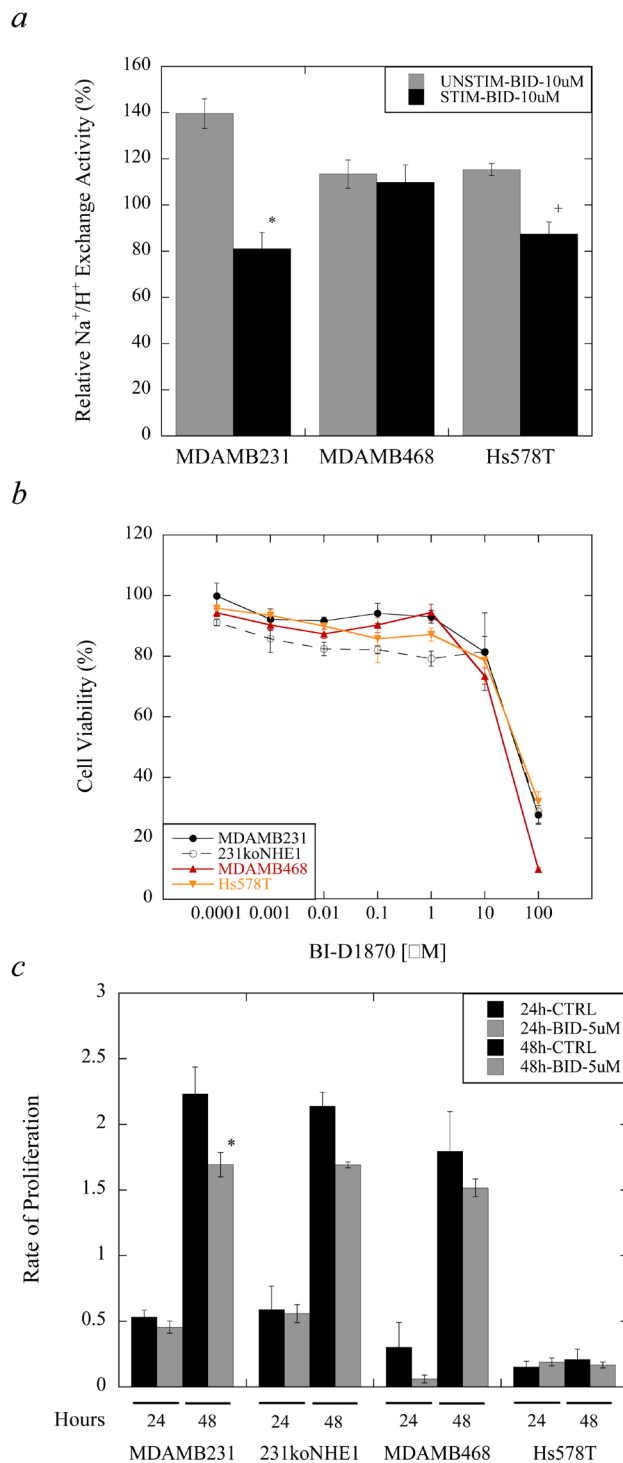 a
160
140
120
100
80
60
40
20
0
Relative Na⁺/H⁺ Exchange Activity (%)
UNSTIM-BID-10uM
STIM-BID-10uM
*
+
MDAMB231 MDAMB468 Hs578T
b
120
100
80
60
40
20
0
Cell Viability (%)
MDAMB231
231koNHE1
MDAMB468
Hs578T
0.0001 0.001 0.01 0.1 1 10 100
BI-D1870 [□M]
c
3
2.5
2
1.5
1
0.5
0
Rate of Proliferation
24h-CTRL
24h-BID-5uM
48h-CTRL
48h-BID-5uM
*
Hours 24 48 24 48 24 48 24 48
MDAMB231 231koNHE1 MDAMB468 Hs578T